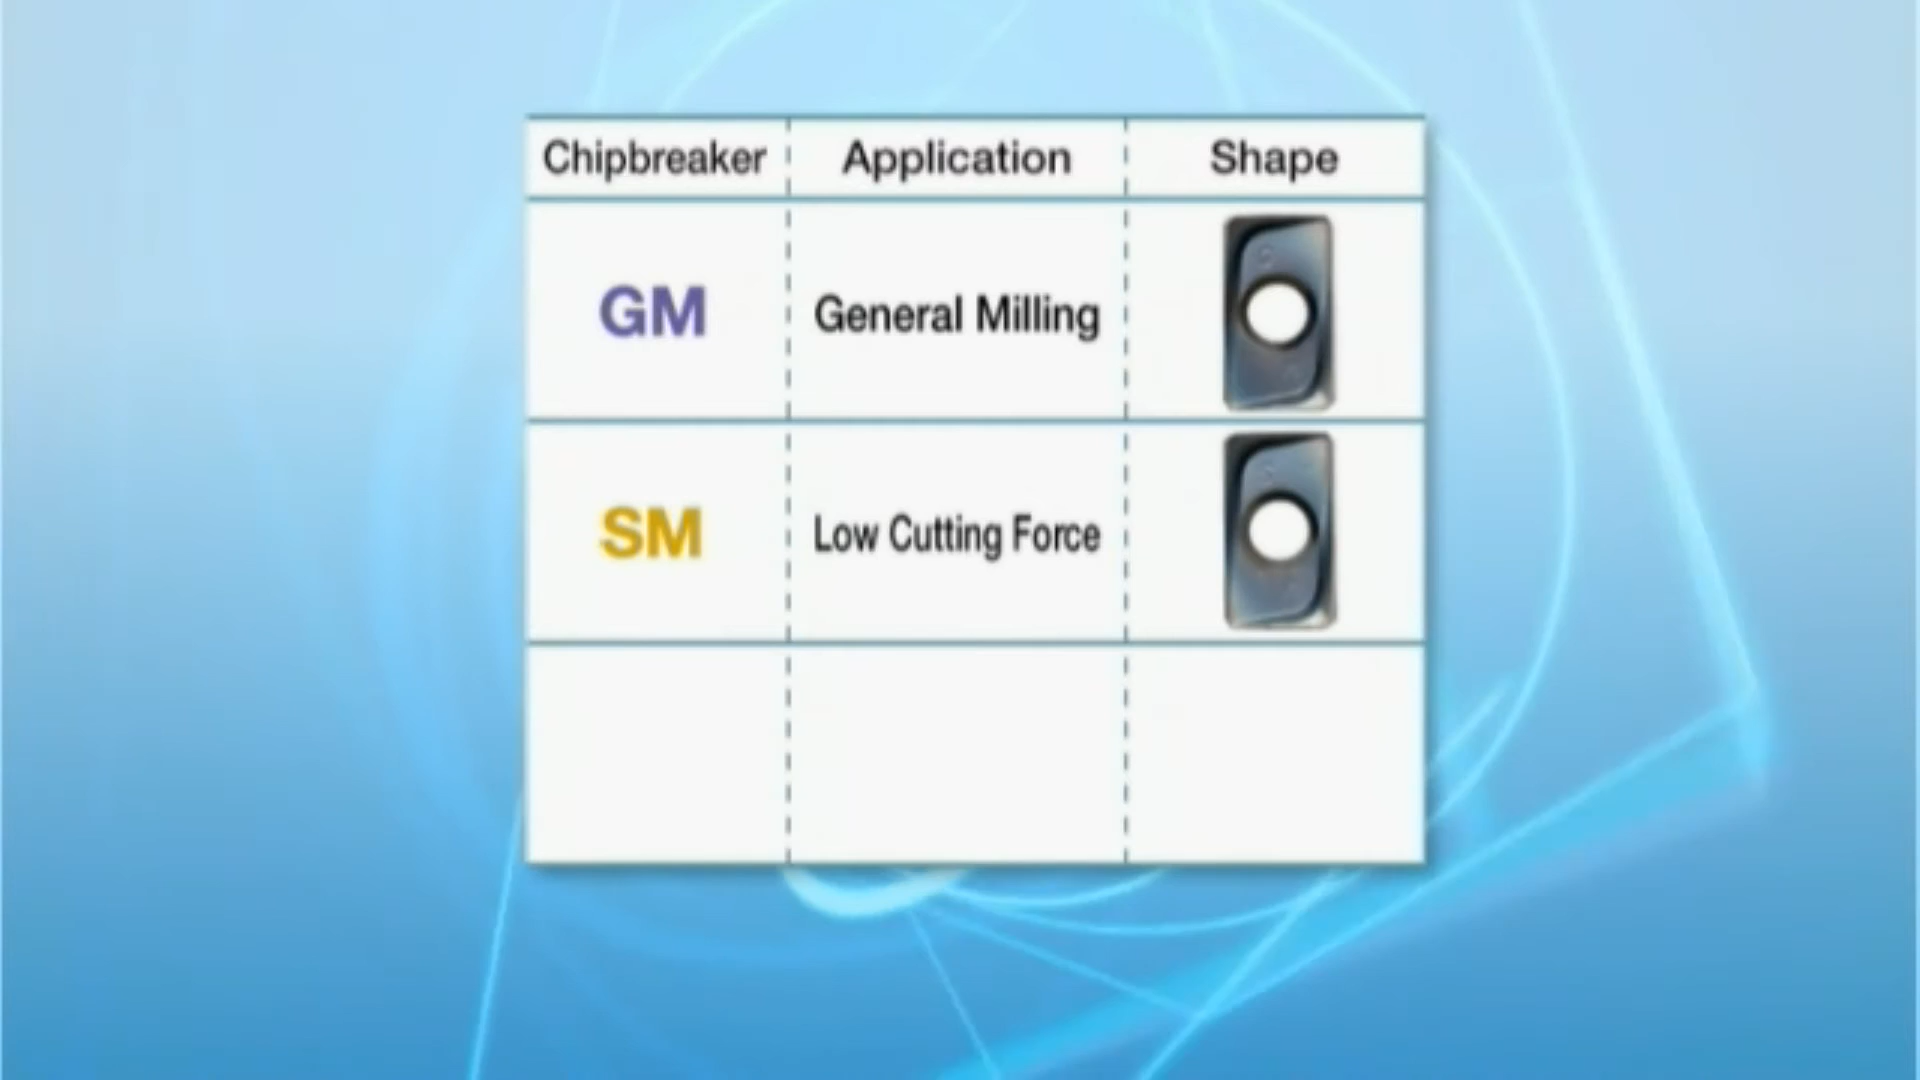 Chipbreaker Application Shape
GM General Milling
SM Low Cutting Force